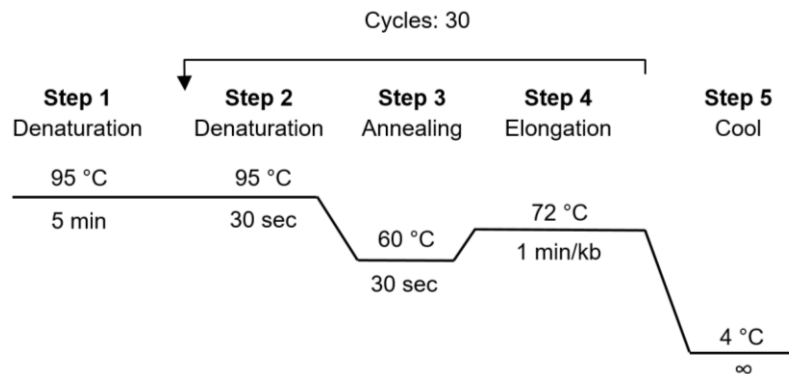 Cycles: 30
Step 1
Denaturation
Step 2
Denaturation
Step 3
Annealing
Step 4
Elongation
Step 5
Cool
95 °C
5 min
95 °C
30 sec
60 °C
30 sec
72 °C
1 min/kb
4 °C
∞